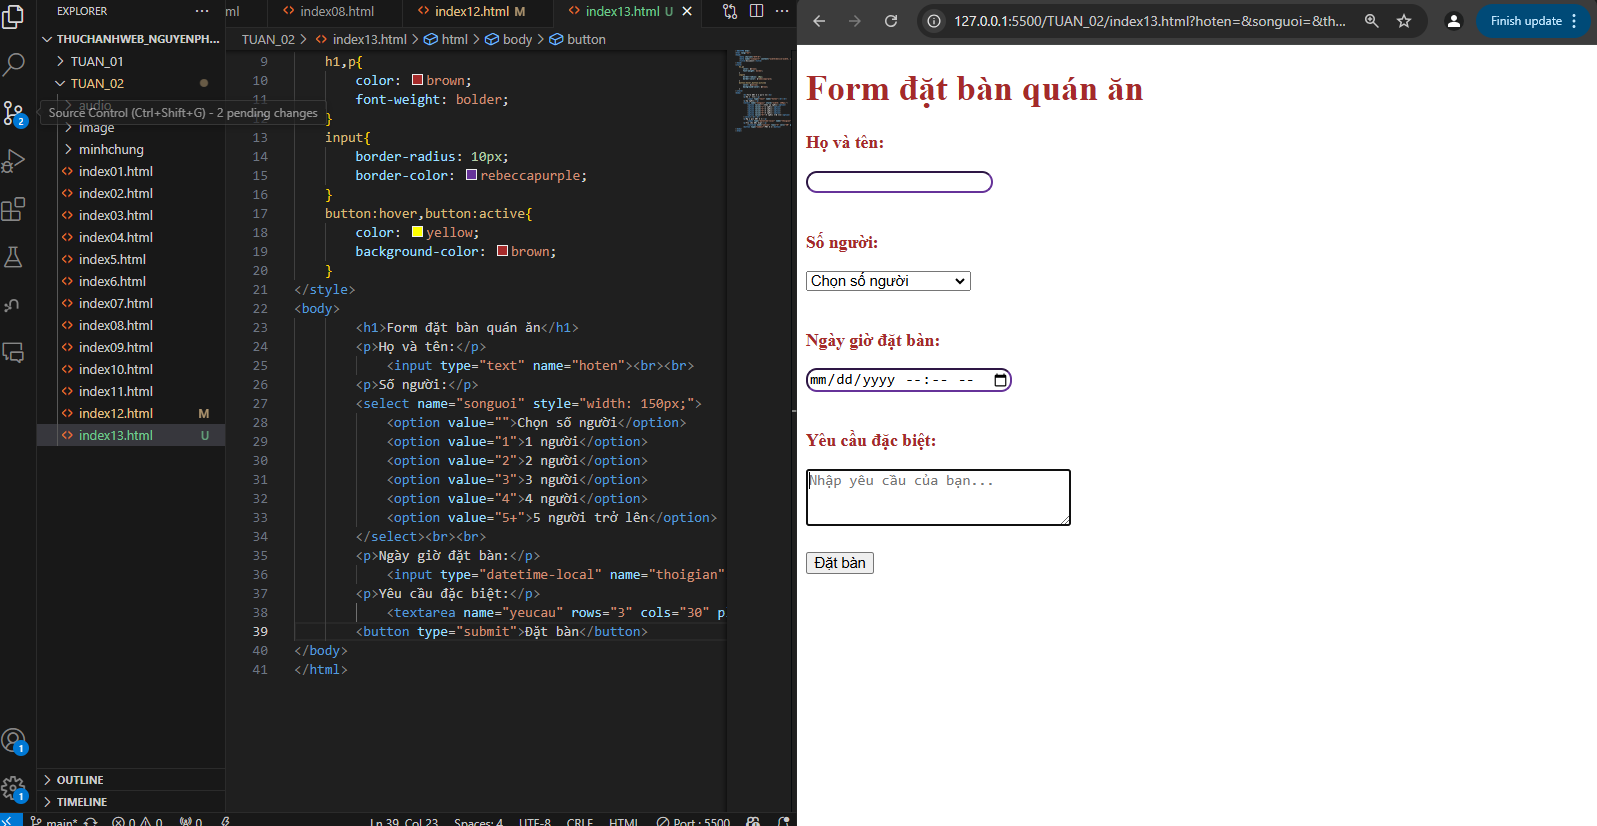 EXPLORER
THUCHANHWEB_NGUYENPH...
TUAN_01
TUAN_02
audio
Source Control (Ctrl+Shift+G) - 2 pending changes
image
minhchung
index01.html
index02.html
index03.html
index04.html
index5.html
index6.html
index07.html
index08.html
index09.html
index10.html
index11.html
index12.html M
index13.html U
OUTLINE
TIMELINE
2
1
1
ml
index08.html
index12.html M
index13.html U
TUAN_02 > index13.html > html > body > button
9 h1,p{
10 color: brown;
11 font-weight: bolder;
}
13 input{
14 border-radius: 10px;
15 border-color: rebeccapurple;
16 }
17 button:hover,button:active{
18 color: yellow;
19 background-color: brown;
20 }
21 </style>
22 <body>
23 <h1>Form đặt bàn quán ăn</h1>
24 <p>Họ và tên:</p>
25 <input type="text" name="hoten"><br><br>
26 <p>Số người:</p>
27 <select name="songuoi" style="width: 150px;">
28 <option value="">Chọn số người</option>
29 <option value="1">1 người</option>
30 <option value="2">2 người</option>
31 <option value="3">3 người</option>
32 <option value="4">4 người</option>
33 <option value="5+">5 người trở lên</option>
34 </select><br><br>
35 <p>Ngày giờ đặt bàn:</p>
36 <input type="datetime-local" name="thoigian"
37 <p>Yêu cầu đặc biệt:</p>
38 <textarea name="yeucau" rows="3" cols="30" p
39 <button type="submit">Đặt bàn</button>
40 </body>
41 </html>
main* 0 0 0 Ln 39, Col 23 Spaces: 4 UTF-8 CRLF HTML Port : 5500
127.0.0.1:5500/TUAN_02/index13.html?hoten=&songuoi=&th...
Finish update
Form đặt bàn quán ăn
Họ và tên:
Số người:
Chọn số người
Ngày giờ đặt bàn:
mm/dd/yyyy --:-- --
Yêu cầu đặc biệt:
Nhập yêu cầu của bạn...
Đặt bàn